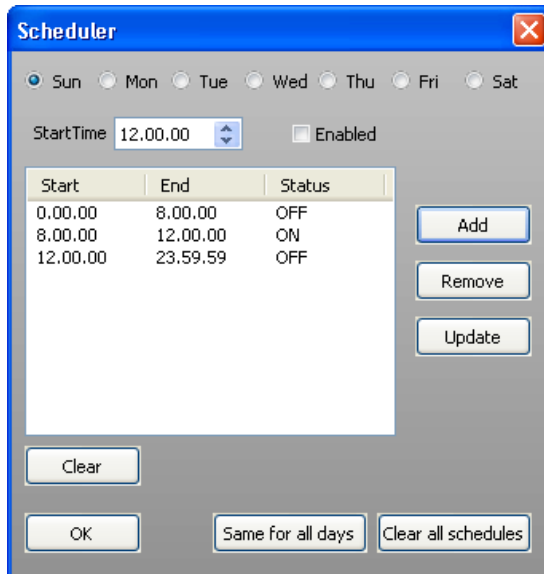 Scheduler
Sun Mon Tue Wed Thu Fri Sat
StartTime 12.00.00 Enabled
Start End Status
0.00.00 8.00.00 OFF
8.00.00 12.00.00 ON
12.00.00 23.59.59 OFF
Add
Remove
Update
Clear
OK Same for all days Clear all schedules